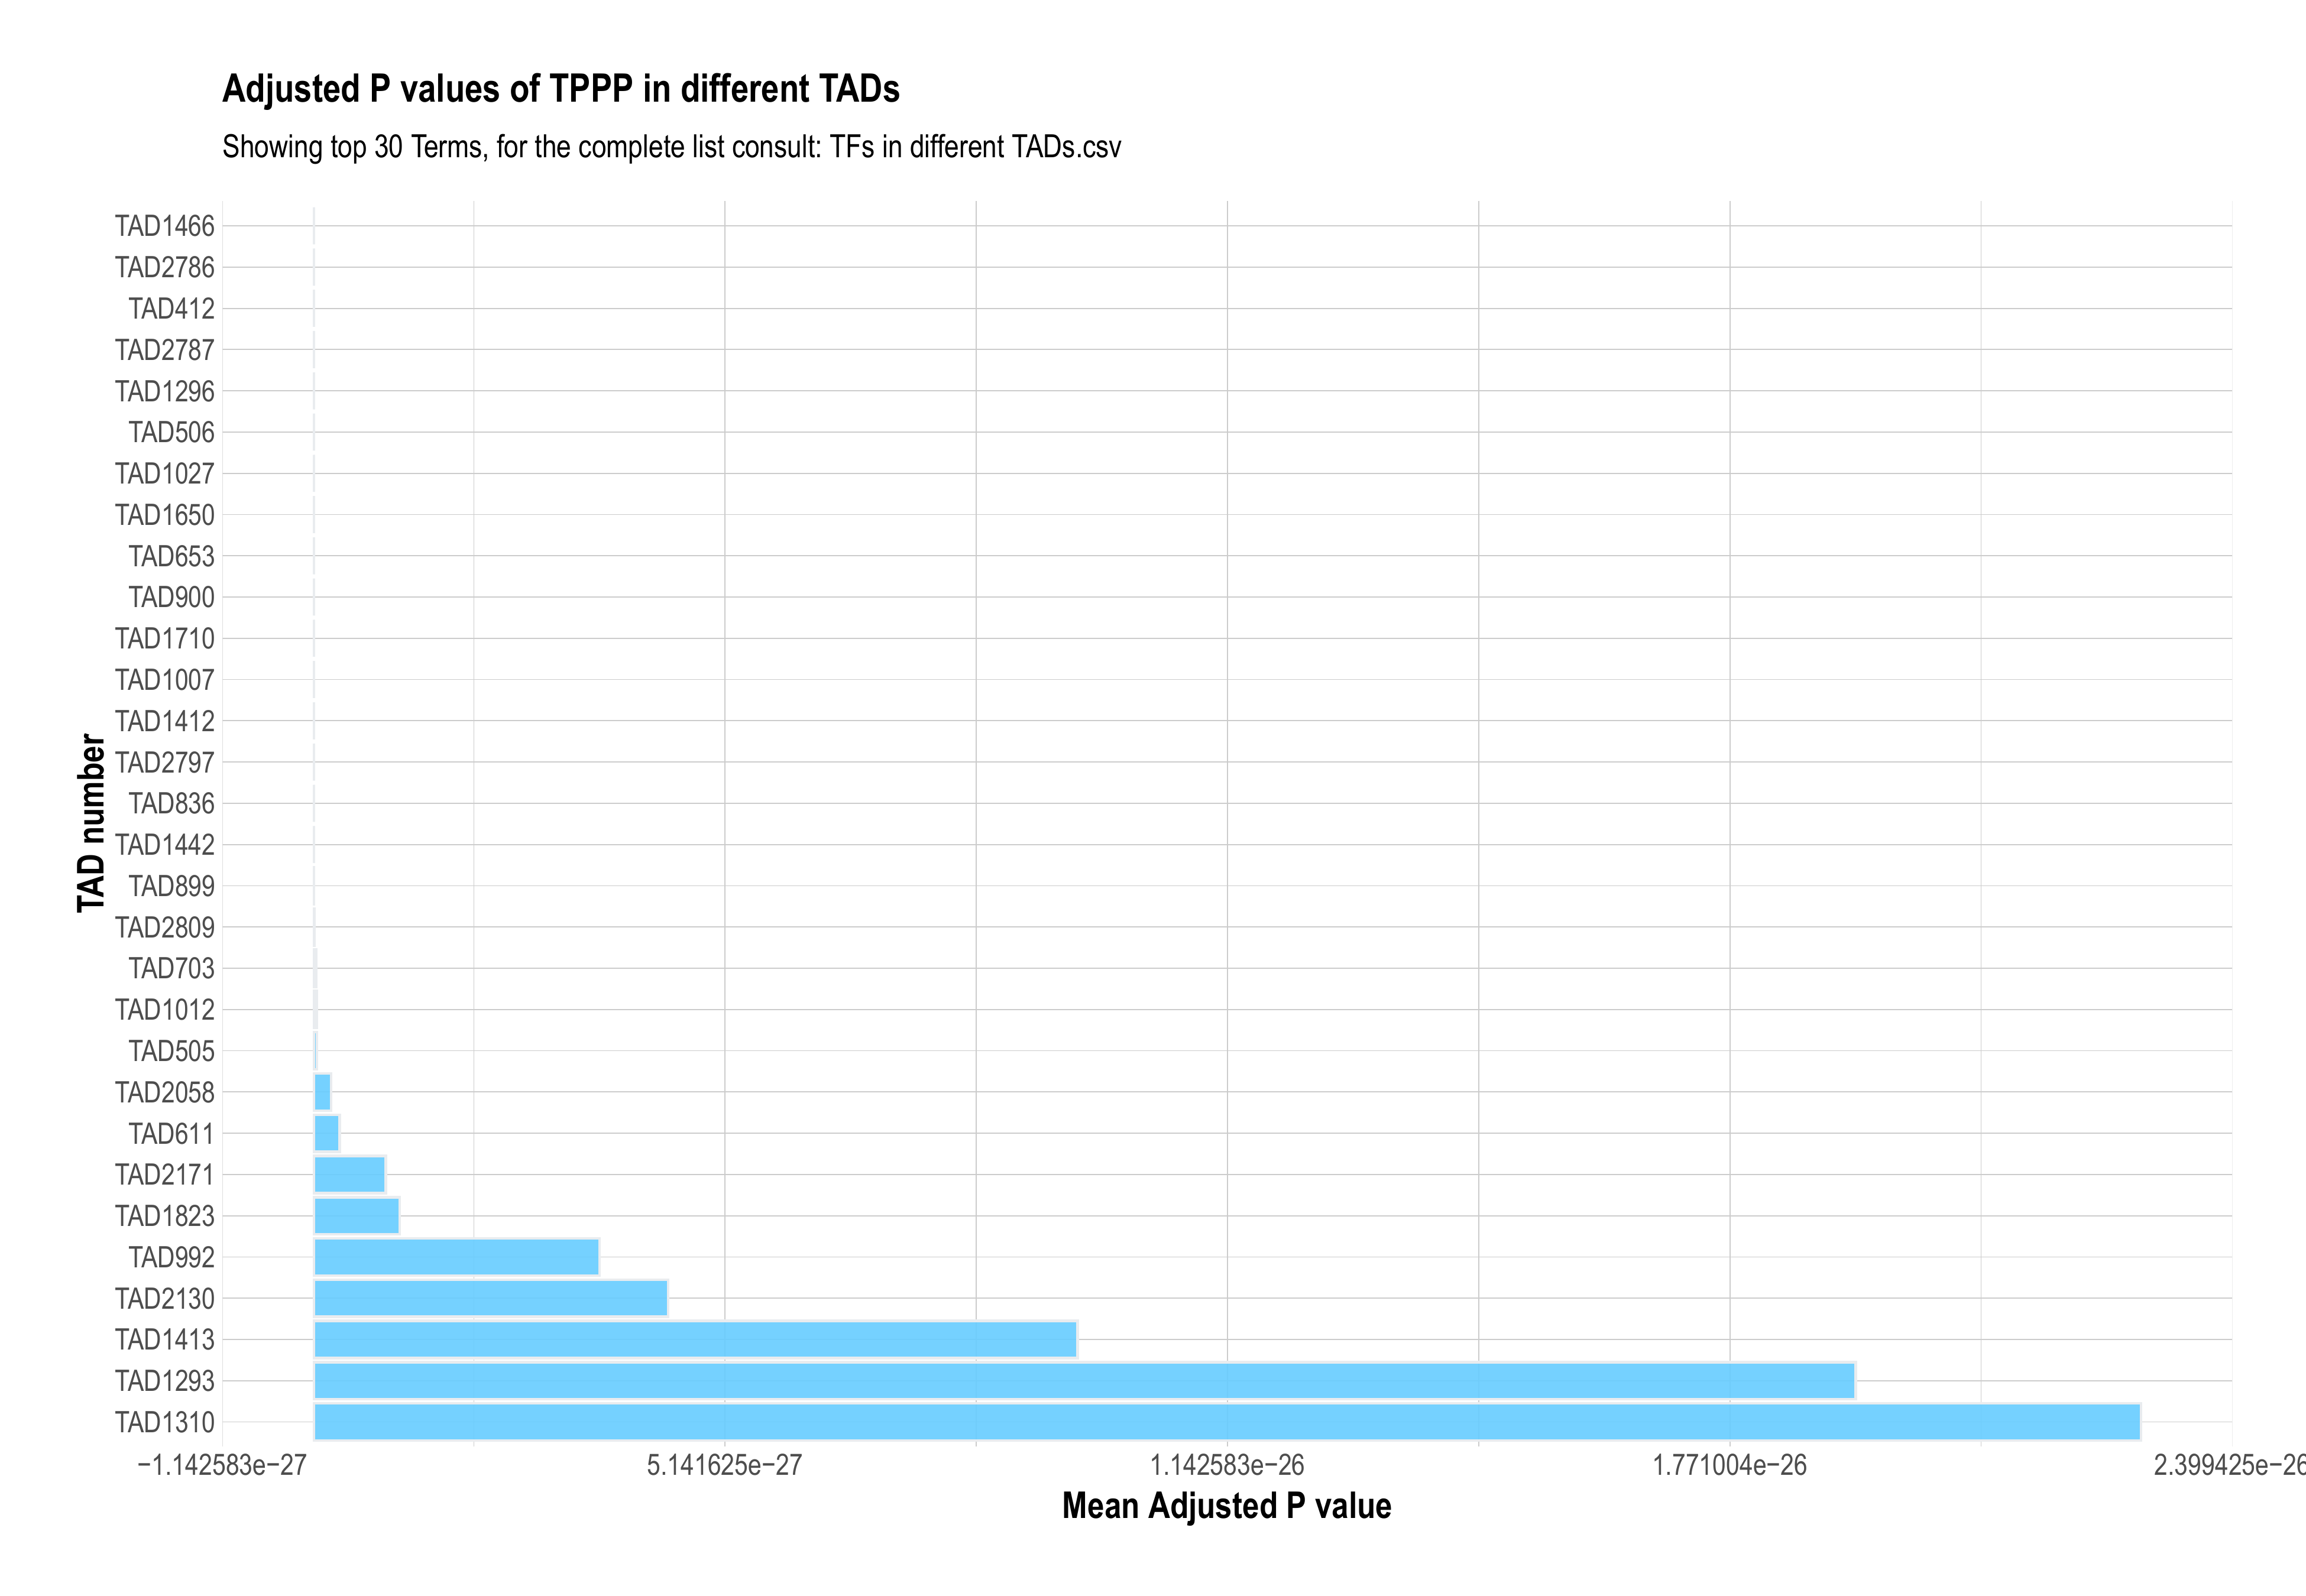 Adjusted P values of TPPP in different TADs
Showing top 30 Terms, for the complete list consult: TFs in different TADs.csv
TAD1466
TAD2786
TAD412
TAD2787
TAD1296
TAD506
TAD1027
TAD1650
TAD653
TAD900
TAD1710
TAD1007
TAD1412
TAD2797
TAD836
TAD1442
TAD899
TAD2809
TAD703
TAD1012
TAD505
TAD2058
TAD611
TAD2171
TAD1823
TAD992
TAD2130
TAD1413
TAD1293
TAD1310
TAD number
−1.142583e−27 5.141625e−27 1.142583e−26 1.771004e−26 2.399425e−26
Mean Adjusted P value